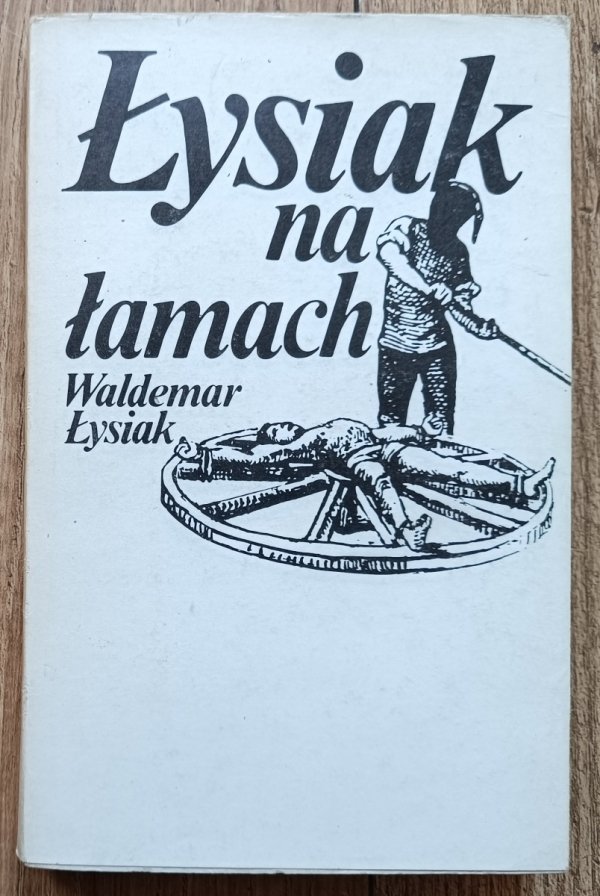 Łysiak
na
łamach
Waldemar
Łysiak